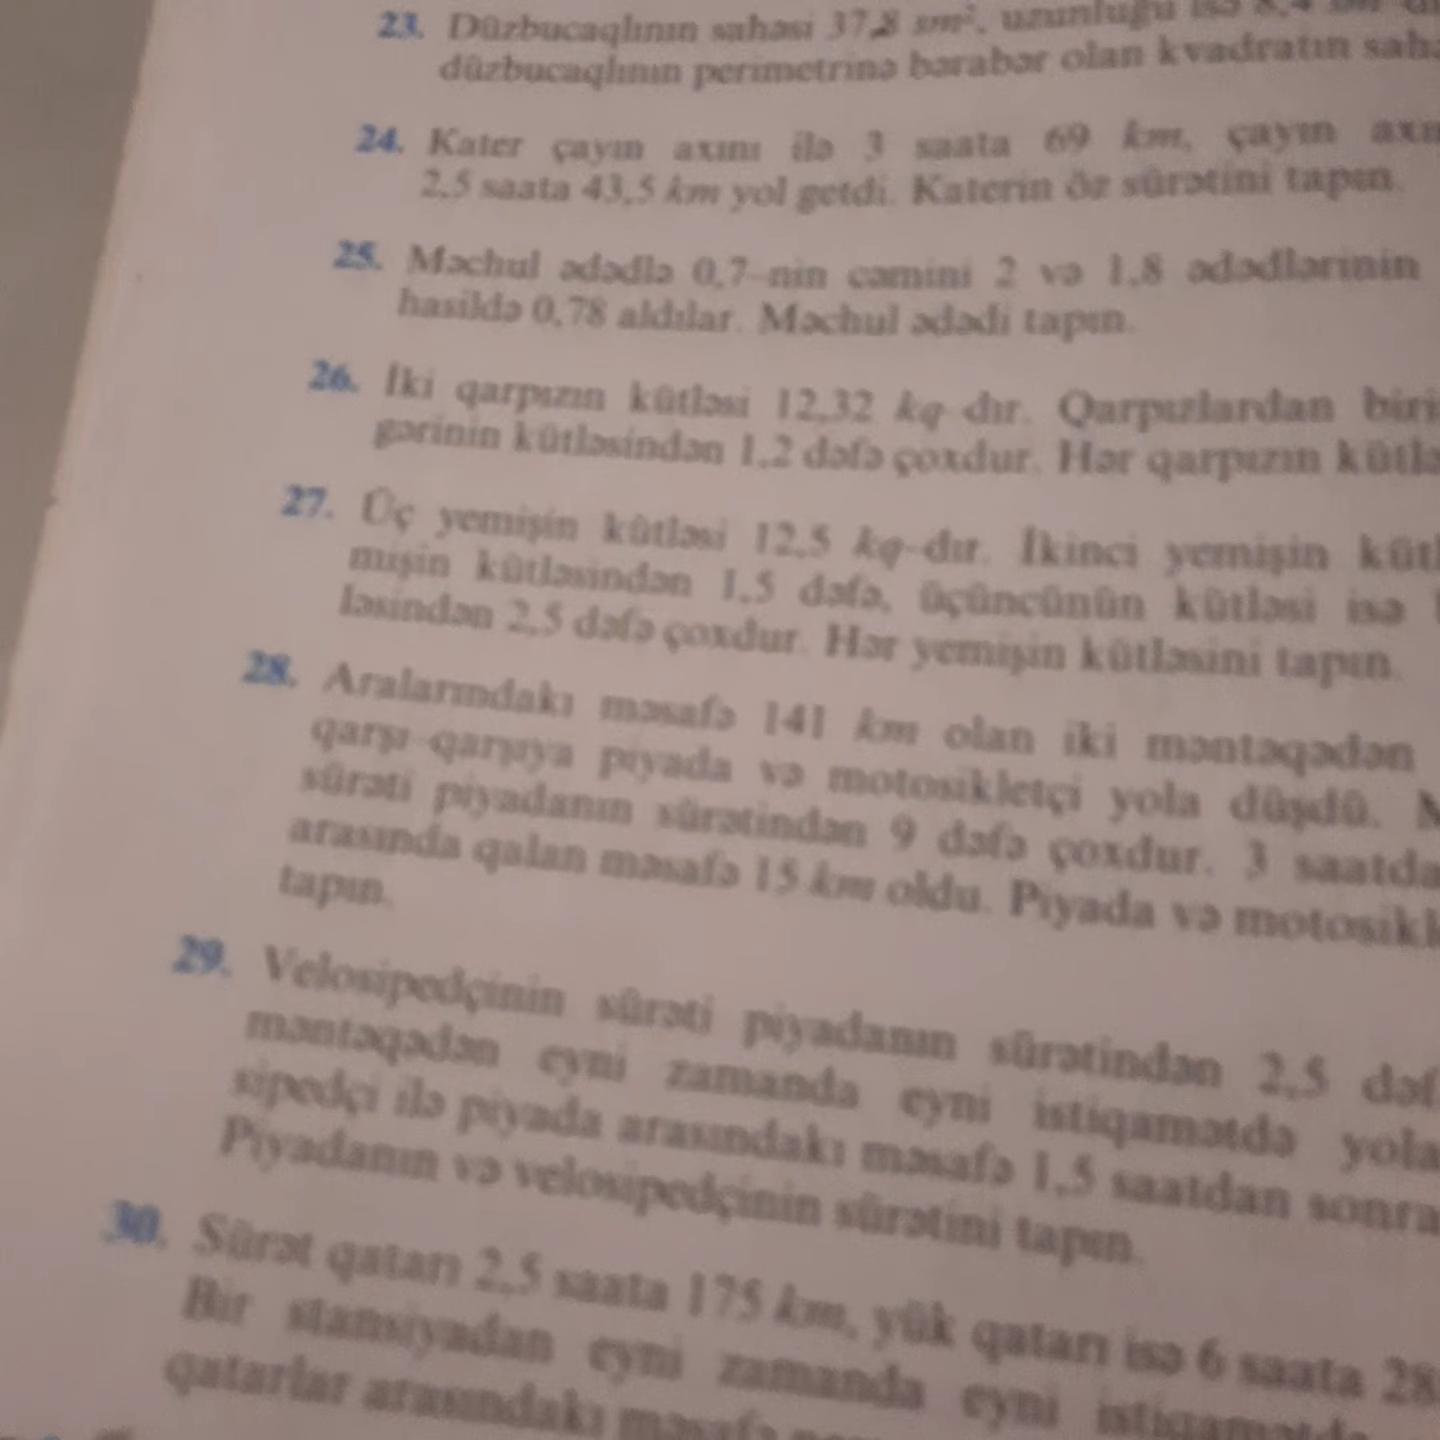 23. Düzbucaqlının sahəsi 37,8 sm², uzunluğu isə 8,4
düzbucaqlının perimetrinə bərabər olan kvadratın
24. Kater çayın axını ilə 3 saata 69 km, çayın
2,5 saata 43,5 km yol getdi. Katerin öz sürətini tapın.
25. Məchul ədədlə 0,7-nin cəmini 2 və 1,8 ədədlərinin
hasildə 0,78 aldılar. Məchul ədədi tapın.
26. İki qarpızın kütləsi 12,32 kq-dır. Qarpızlardan
gərinin kütləsindən 1,2 dəfə çoxdur. Hər qarpızın
27. Üç yemişin kütləsi 12,5 kq-dır. İkinci yemişin
mişin kütləsindən 1,5 dəfə, üçüncünün kütləsi isə
ləsindən 2,5 dəfə çoxdur. Hər yemişin kütləsini tapın.
28. Aralarındakı məsafə 141 km olan iki məntəqədən
qarşı-qarşıya piyada və motosikletçi yola düşdü.
sürəti piyadanın sürətindən 9 dəfə çoxdur. 3 saatda
arasında qalan məsafə 15 km oldu. Piyada və
tapın.
29. Velosipedçinin sürəti piyadanın sürətindən 2,5
məntəqədən eyni zamanda eyni istiqamətdə yola
sipedçi ilə piyada arasındakı məsafə 1,5 saatdan sonra
Piyadanın və velosipedçinin sürətini tapın.
30. Sürət qatarı 2,5 saata 175 km, yük qatarı isə 6 saata
Bir stansiyadan eyni zamanda eyni istiqamətdə
qatarlar arasındakı məsafə